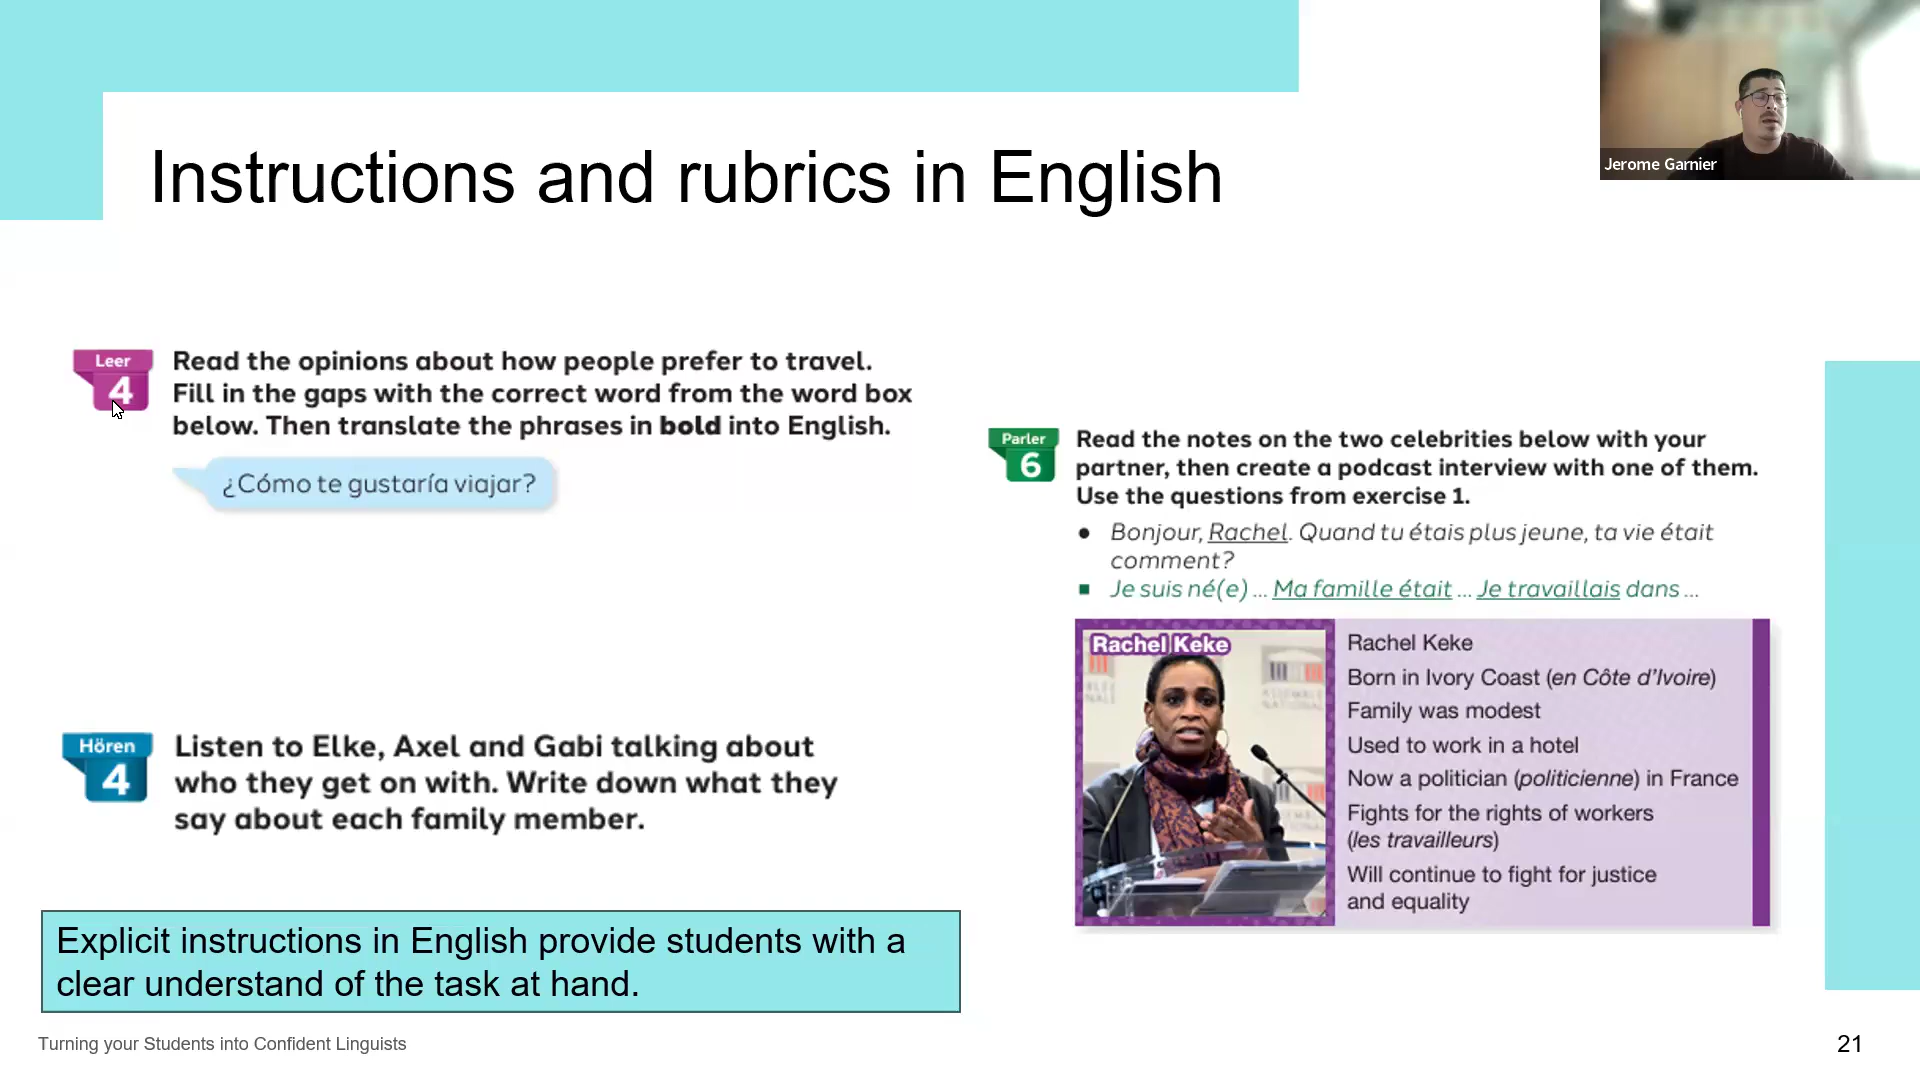 Jerome Garnier
Instructions and rubrics in English
Leer
4
Read the opinions about how people prefer to travel.
Fill in the gaps with the correct word from the word box
below. Then translate the phrases in bold into English.
¿Cómo te gustaría viajar?
Hören
4
Listen to Elke, Axel and Gabi talking about
who they get on with. Write down what they
say about each family member.
Parler
6
Read the notes on the two celebrities below with your
partner, then create a podcast interview with one of them.
Use the questions from exercise 1.
● Bonjour, Rachel. Quand tu étais plus jeune, ta vie était
comment?
■ Je suis né(e) ... Ma famille était ... Je travaillais dans ...
Rachel Keke
Rachel Keke
Born in Ivory Coast (en Côte d'Ivoire)
Family was modest
Used to work in a hotel
Now a politician (politicienne) in France
Fights for the rights of workers
(les travailleurs)
Will continue to fight for justice
and equality
Explicit instructions in English provide students with a
clear understand of the task at hand.
Turning your Students into Confident Linguists
21